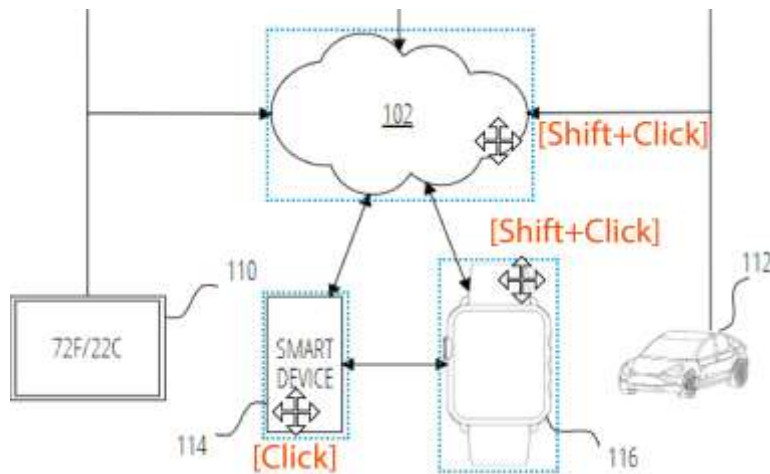 102
[Shift+Click]
[Shift+Click]
110
112
72F/22C
SMART
DEVICE
114
116
[Click]